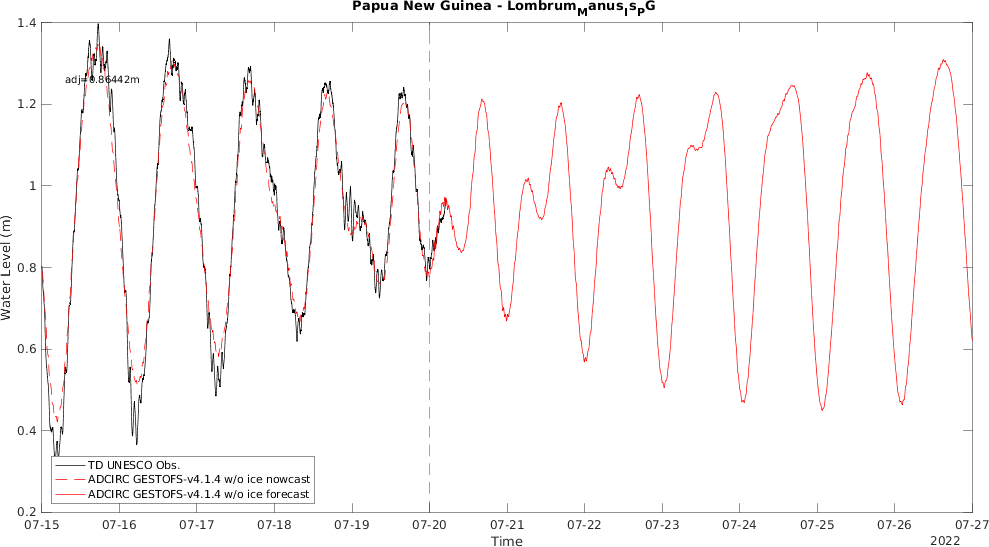 Papua New Guinea - LombrumManusIsPG
adj=0.86442m
Water Level (m)
1.4
1.2
1
0.8
0.6
0.4
0.2
TD UNESCO Obs.
ADCIRC GESTOFS-v4.1.4 w/o ice nowcast
ADCIRC GESTOFS-v4.1.4 w/o ice forecast
07-15 07-16 07-17 07-18 07-19 07-20 07-21 07-22 07-23 07-24 07-25 07-26 07-27
Time
2022